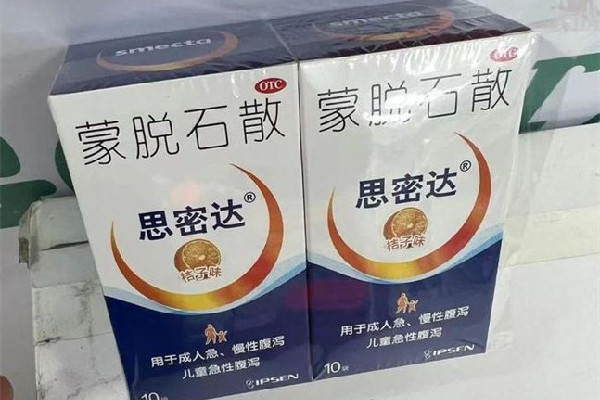 smecta
OTC
蒙脱石散
思密达®
桔子味
用于成人急、慢性腹泻
儿童急性腹泻
10袋
IPSEN
OTC
蒙脱石散
思密达®
桔子味
用于成人急、慢性腹泻
儿童急性腹泻
10袋
IPSEN